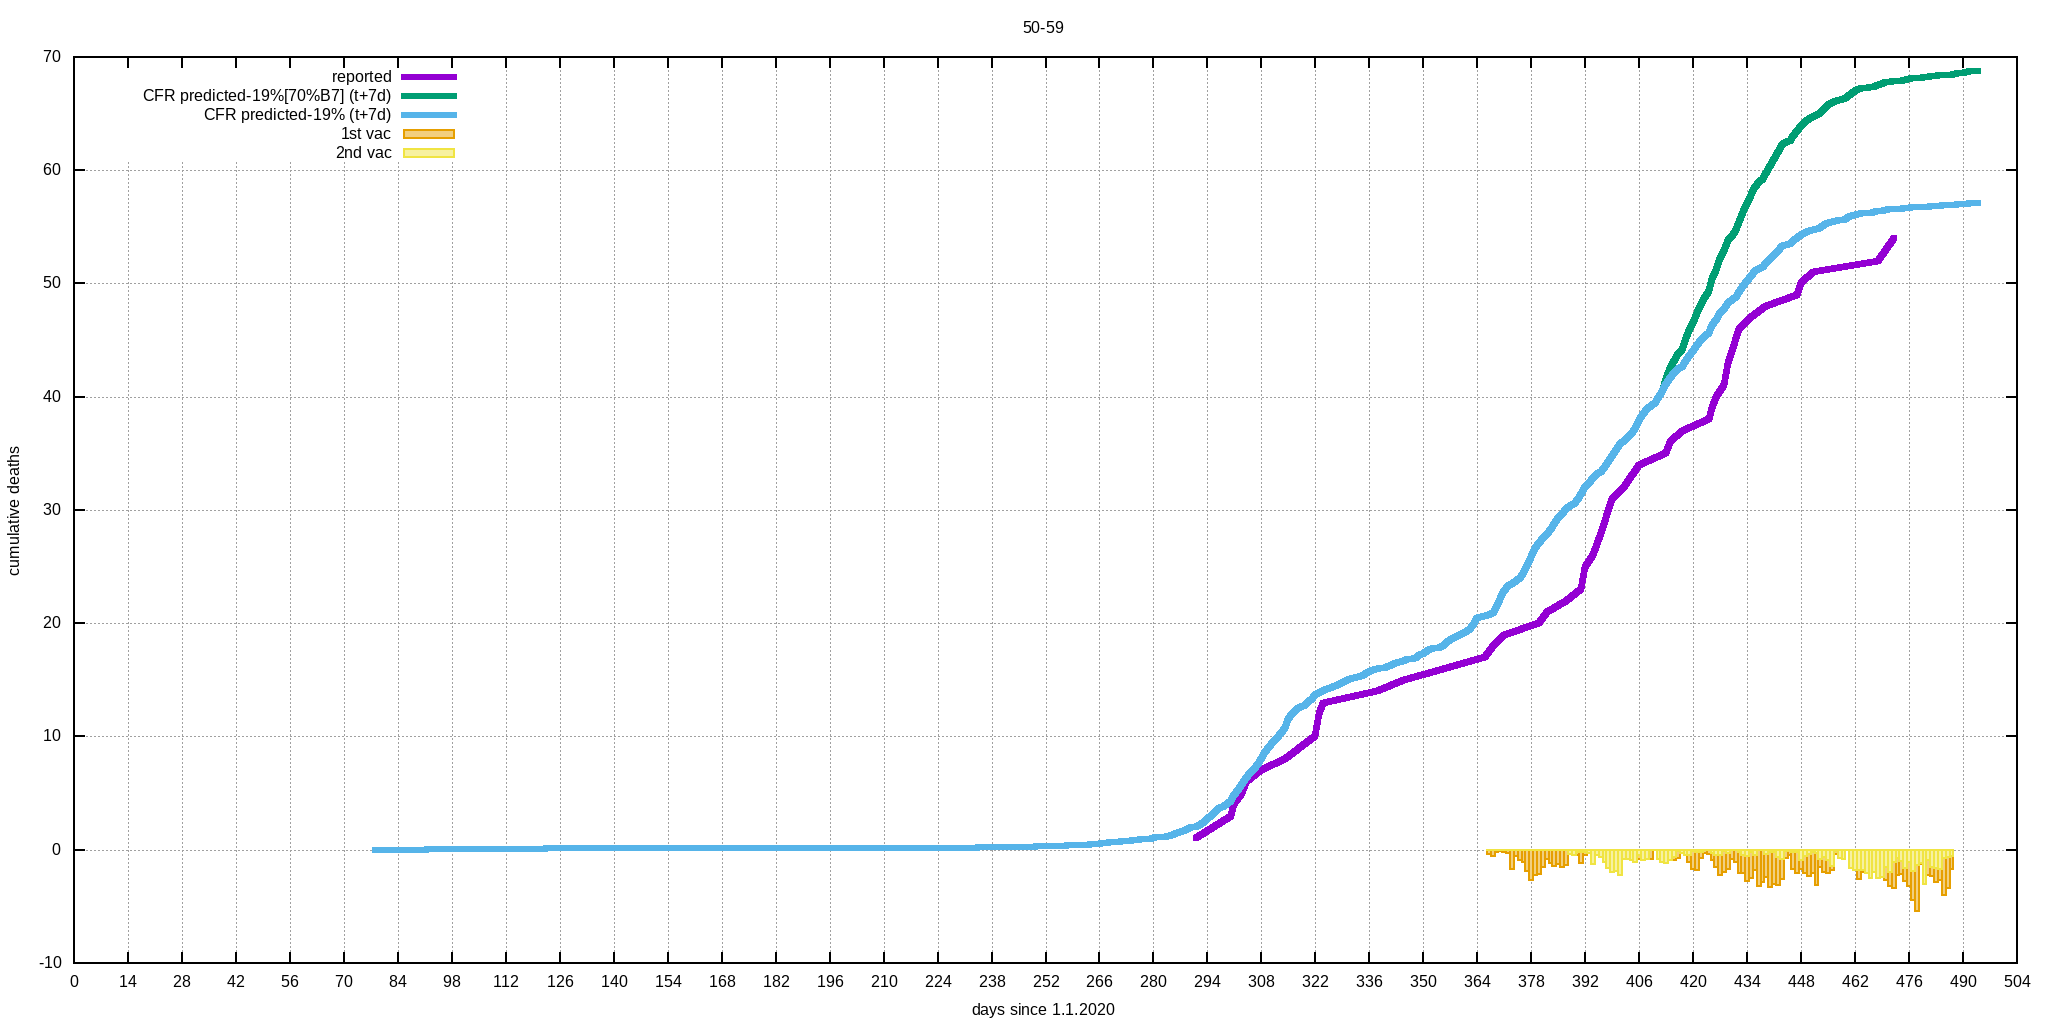 50-59
reported
CFR predicted-19%[70%B7] (t+7d)
CFR predicted-19% (t+7d)
1st vac
2nd vac
70
60
50
40
30
20
10
0
-10
cumulative deaths
0 14 28 42 56 70 84 98 112 126 140 154 168 182 196 210 224 238 252 266 280 294 308 322 336 350 364 378 392 406 420 434 448 462 476 490 504
days since 1.1.2020